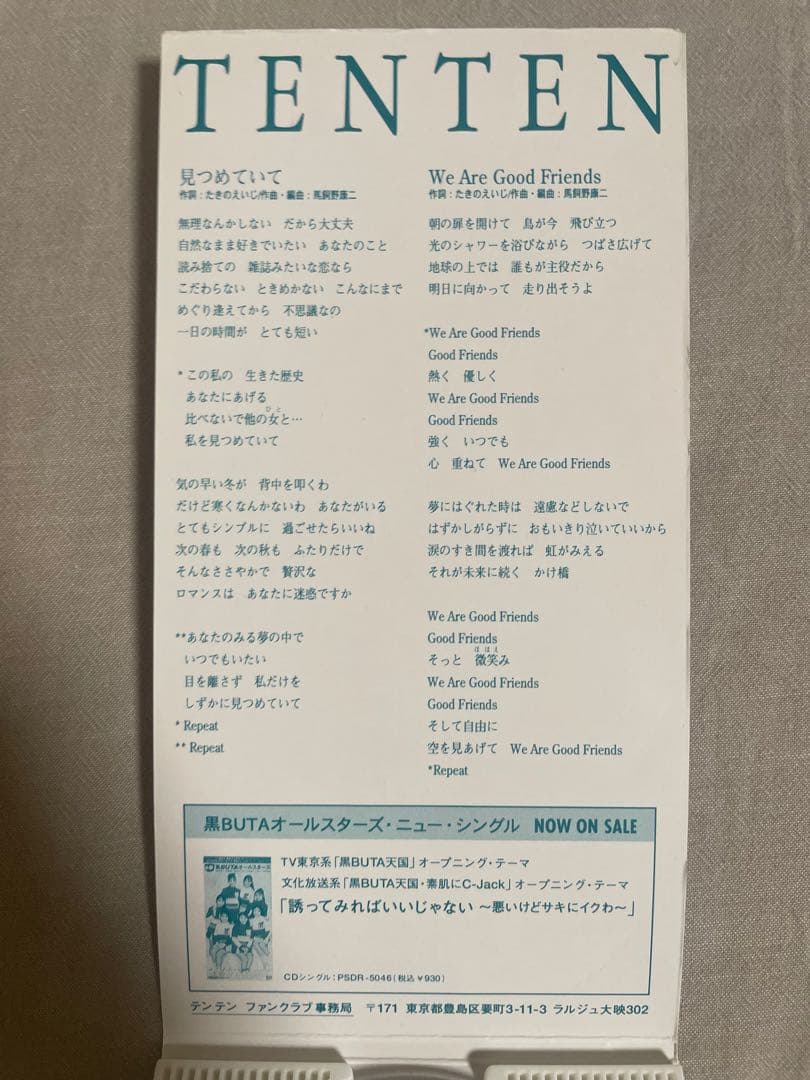 TENTEN
見つめていて
作詞：たきのえいじ/作曲・編曲：馬飼野康二
無理なんかしない　だから大丈夫
自然なまま好きでいたい　あなたのこと
読み捨ての　雑誌みたいな恋なら
こだわらない　ときめかない　こんなにまで
めぐり逢えてから　不思議なの
一日の時間が　とても短い
*この私の　生きた歴史
あなたにあげる
比べないで他の女と…
ひと
私を見つめていて
気の早い冬が　背中を叩くわ
だけど寒くなんかないわ　あなたがいる
とてもシンプルに　過ごせたらいいね
次の春も　次の秋も　ふたりだけで
そんなささやかで　贅沢な
ロマンスは　あなたに迷惑ですか
**あなたのみる夢の中で
いつでもいたい
目を離さず　私だけを
しずかに見つめていて
* Repeat
** Repeat
We Are Good Friends
作詞：たきのえいじ/作曲・編曲：馬飼野康二
朝の扉を開けて　鳥が今　飛び立つ
光のシャワーを浴びながら　つばさ広げて
地球の上では　誰もが主役だから
明日に向かって　走り出そうよ
*We Are Good Friends
Good Friends
熱く　優しく
We Are Good Friends
Good Friends
強く　いつでも
心　重ねて　We Are Good Friends
夢にはぐれた時は　遠慮などしないで
はずかしがらずに　おもいきり泣いていいから
涙のすき間を渡れば　虹がみえる
それが未来に続く　かけ橋
We Are Good Friends
Good Friends
ほほえ
そっと　微笑み
We Are Good Friends
Good Friends
そして自由に
空を見あげて　We Are Good Friends
*Repeat
黒BUTAオールスターズ・ニュー・シングル　NOW ON SALE
黒BUTAオールスターズ
TV東京系「黒BUTA天国」オープニング・テーマ
文化放送系「黒BUTA天国・素肌にC-Jack」オープニング・テーマ
「誘ってみればいいじゃない 〜悪いけどサキにイクわ〜」
CDシングル：PSDR-5046（税込￥930）
テンテン ファンクラブ事務局　〒171 東京都豊島区要町3-11-3 ラルジュ大映302